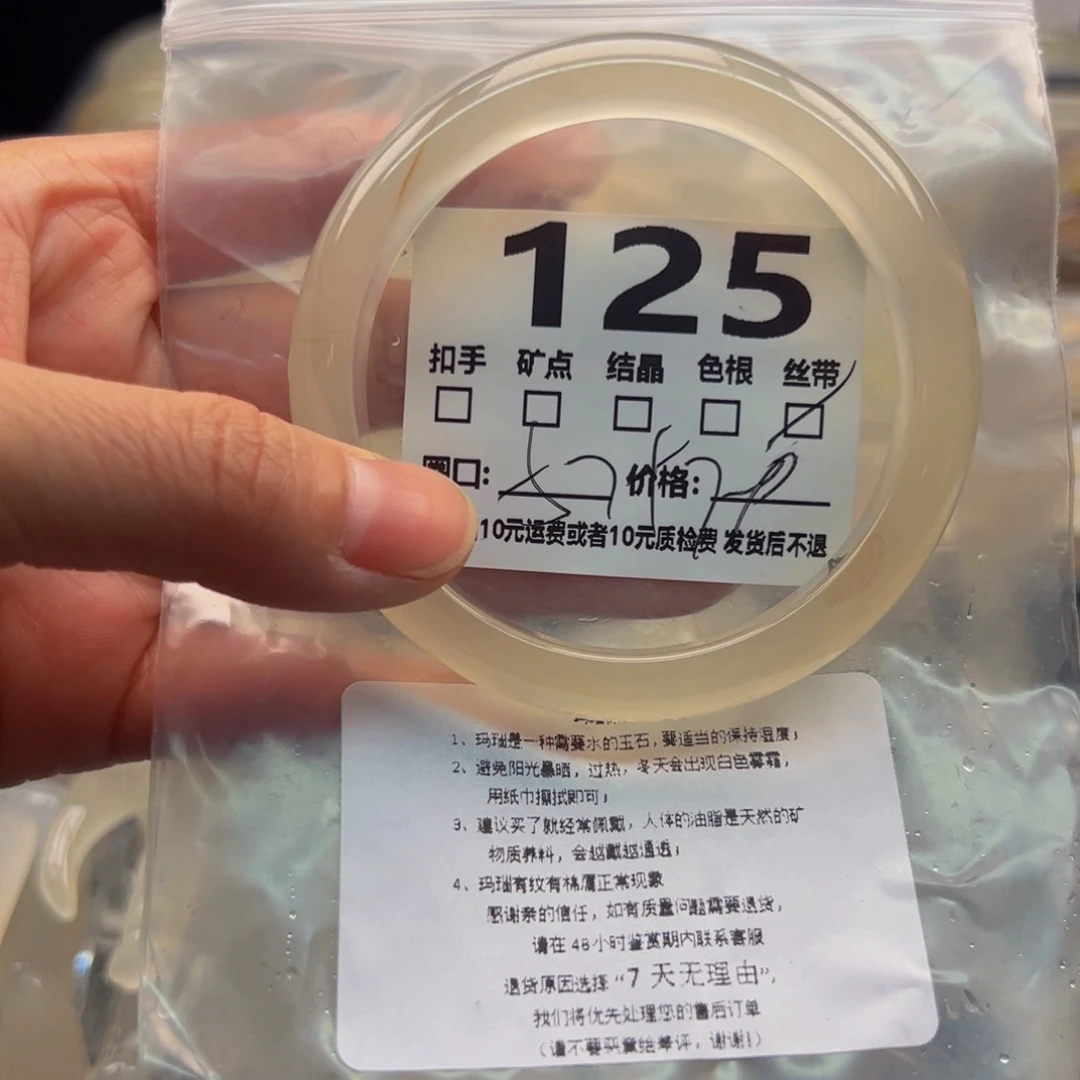 125
扣手 矿点 结晶 色根 丝带
圈口: 价格:
10元运费或者10元质检费 发货后不退
1、玛瑙是一种需要水的玉石,要适当的保持湿度;
2、避免阳光暴晒,过热,冬天会出现白色雾霜,
用纸巾擦拭即可;
3、建议买了就经常佩戴,人体的油脂是天然的矿
物质养料,会越戴越通透;
4、玛瑙有纹有棉属正常现象
感谢亲的信任,如有质量问题需要退货,
请在48小时鉴赏期内联系客服
退货原因选择“7天无理由”,
我们将优先处理您的售后订单
(请不要恶意给差评,谢谢!)